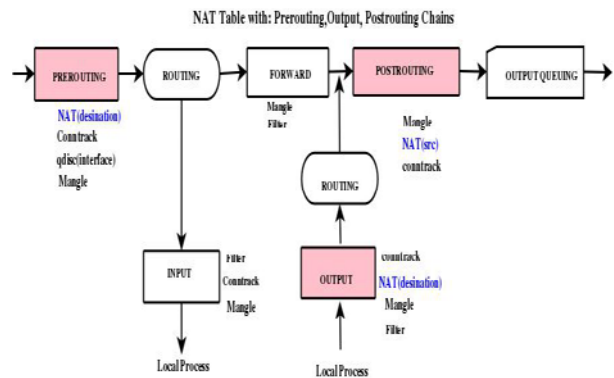 NAT Table with: Prerouting,Output, Postrouting Chains
PREROUTING
ROUTING
FORWARD
POSTROUTING
OUTPUT QUEUING
NAT(desination)
Conntrack
qdisc(interface)
Mangle
Mangle
Filter
Mangle
NAT(src)
conntrack
ROUTING
INPUT
Filter
Conntrack
Mangle
OUTPUT
conntrack
NAT(desination)
Mangle
Filter
Local Process
Local Process